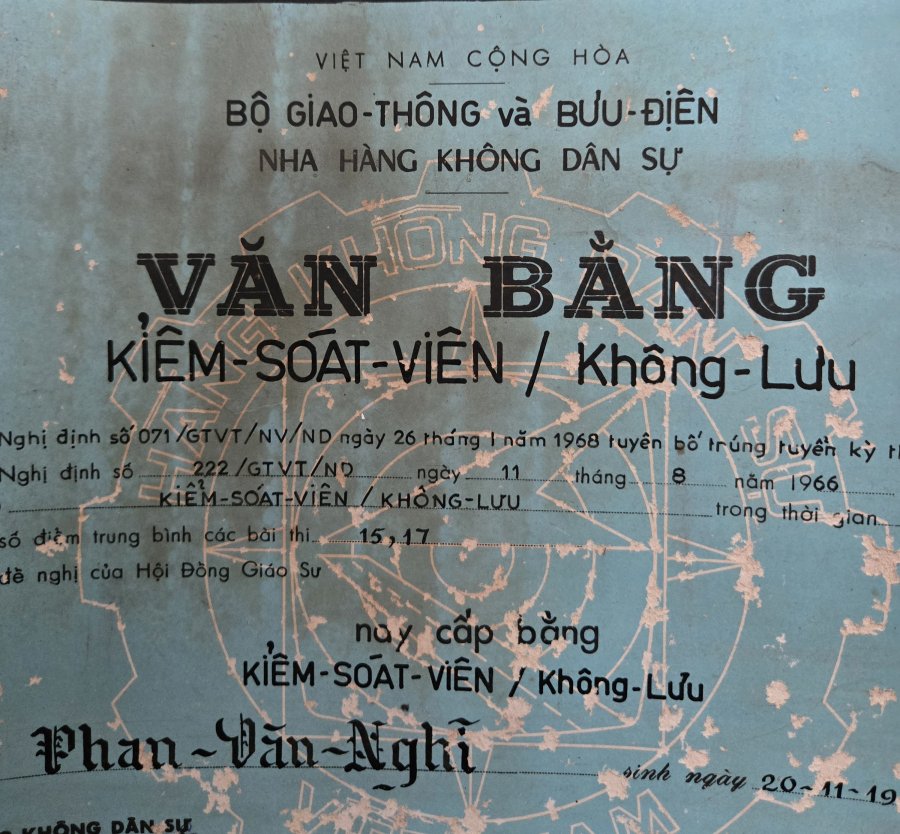 VIỆT NAM CỘNG HÒA
BỘ GIAO-THÔNG và BƯU-ĐIỆN
NHA HÀNG KHÔNG DÂN SỰ
HÀNG KHÔNG DÂN SỰ
VĂN BẰNG
KIỂM-SOÁT-VIÊN / Không-Lưu
Nghị định số 071/GTVT/NV/ND ngày 26 tháng 1 năm 1968 tuyên bố trúng tuyển kỳ
Nghị định số 222/GTVT/ND ngày 11 tháng 8 năm 1966
KIỂM-SOÁT-VIÊN / KHÔNG-LƯU trong thời gian
số điểm trung bình các bài thi 15,17
đề nghị của Hội Đồng Giáo Sư
nay cấp bằng
KIỂM-SOÁT-VIÊN / Không-Lưu
Phan-Văn-Nghĩ sinh ngày 20-11-19
KHÔNG DÂN SỰ